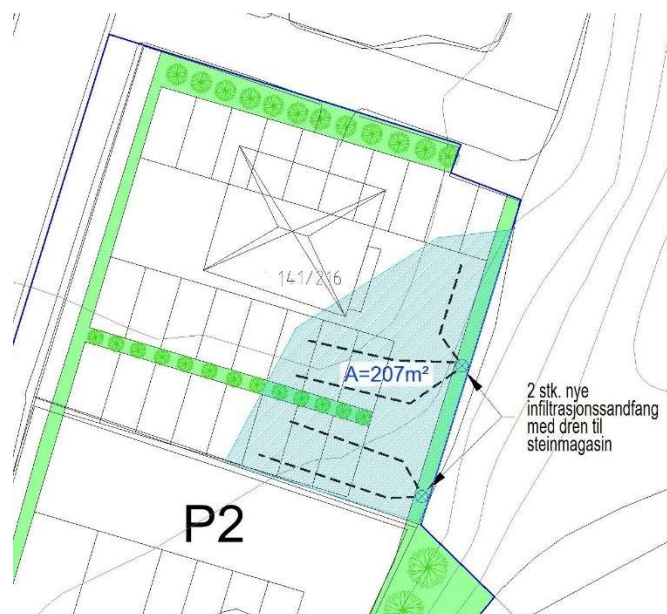 141/216
A=207m²
2 stk. nye
infiltrasjonssandfang
med dren til
steinmagasin
P2